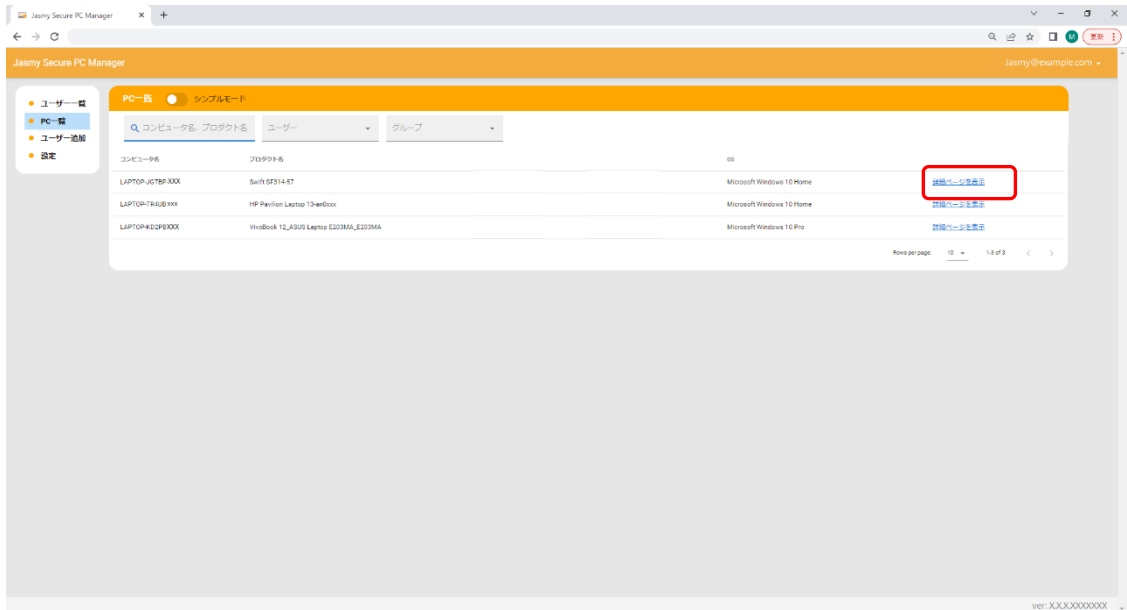 Jasmy Secure PC Manager
更新
Jasmy Secure PC Manager
Jasmy@example.com
ユーザー一覧
PC一覧
ユーザー追加
設定
PC一覧 シンプルモード
コンピュータ名、プロダクト名 ユーザー グループ
コンピュータ名 プロダクト名 OS
LAPTOP-JGTBP-XXX Swift SF314-57 Microsoft Windows 10 Home 詳細ページを表示
LAPTOP-TR4UBXXX HP Pavilion Laptop 13-an0xxx Microsoft Windows 10 Home 詳細ページを表示
LAPTOP-KD2P8XXX VivoBook 12_ASUS Laptop E203MA_E203MA Microsoft Windows 10 Pro 詳細ページを表示
Rows per page: 10 1-3 of 3
ver: X.X.X.XXXXXXX